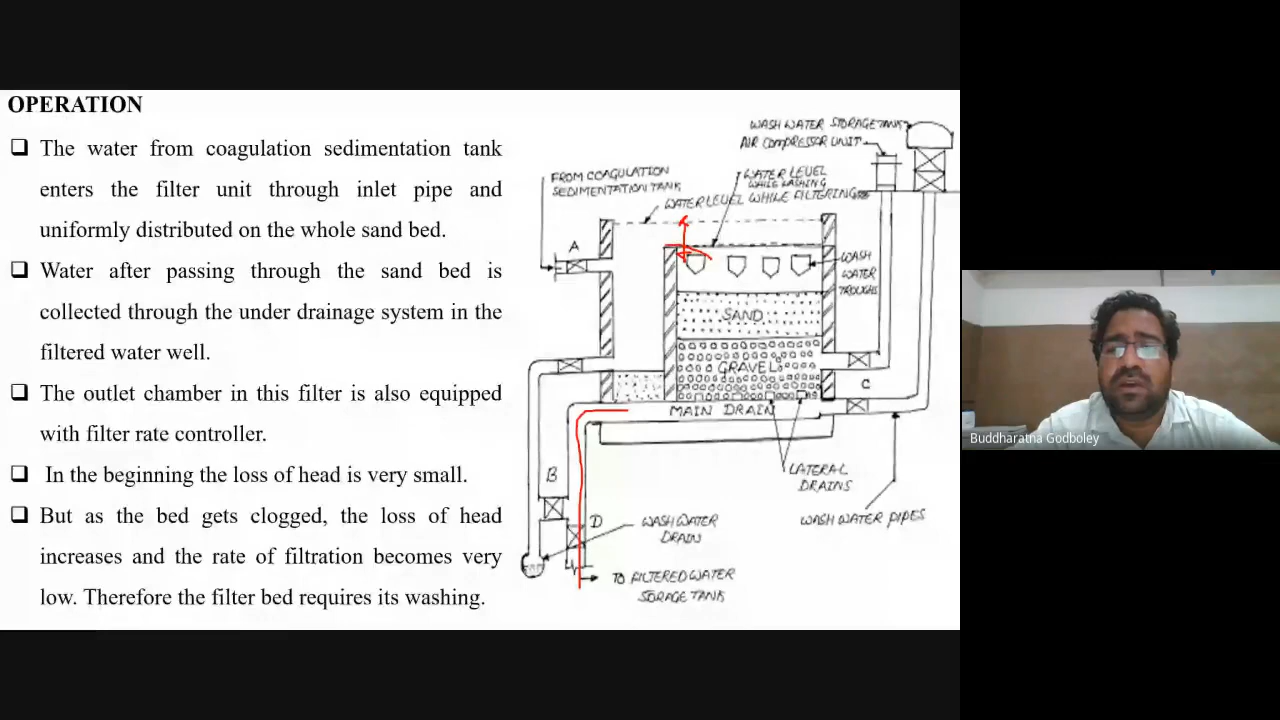 OPERATION
❑ The water from coagulation sedimentation tank
enters the filter unit through inlet pipe and
uniformly distributed on the whole sand bed.
❑ Water after passing through the sand bed is
collected through the under drainage system in the
filtered water well.
❑ The outlet chamber in this filter is also equipped
with filter rate controller.
❑ In the beginning the loss of head is very small.
❑ But as the bed gets clogged, the loss of head
increases and the rate of filtration becomes very
low. Therefore the filter bed requires its washing.
WASH WATER STORAGE TANK
AIR COMPRESSOR UNIT
FROM COAGULATION
SEDIMENTATION TANK
WATER LEVEL
WHILE WASHING
WATER LEVEL WHILE FILTERING
A
WASH
WATER
TROUGHS
SAND
GRAVEL
C
MAIN DRAIN
LATERAL
DRAINS
B
D
WASH WATER
DRAIN
WASH WATER PIPES
TO FILTERED WATER
SORAGE TANK
Buddharatna Godboley